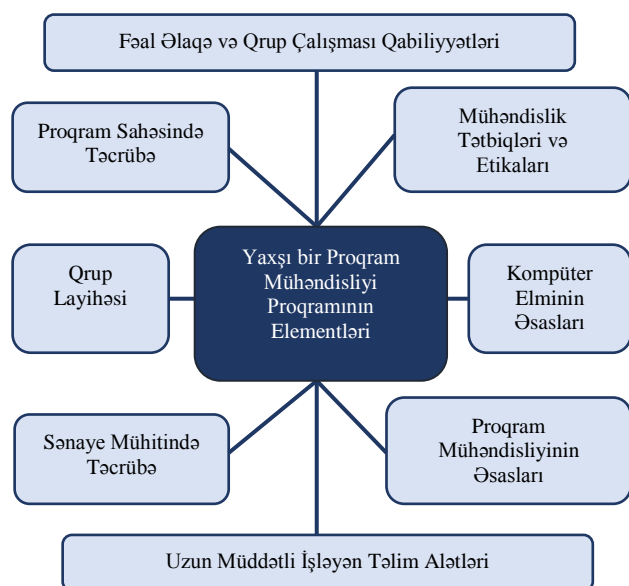 Fəal Əlaqə və Qrup Çalışması Qabiliyyətləri
Proqram Sahəsində
Təcrübə
Mühəndislik
Tətbiqləri və
Etikaları
Qrup
Layihəsi
Yaxşı bir Proqram
Mühəndisliyi
Proqramının
Elementləri
Kompüter
Elminin
Əsasları
Sənaye Mühitində
Təcrübə
Proqram
Mühəndisliyinin
Əsasları
Uzun Müddətli İşləyən Təlim Alətləri